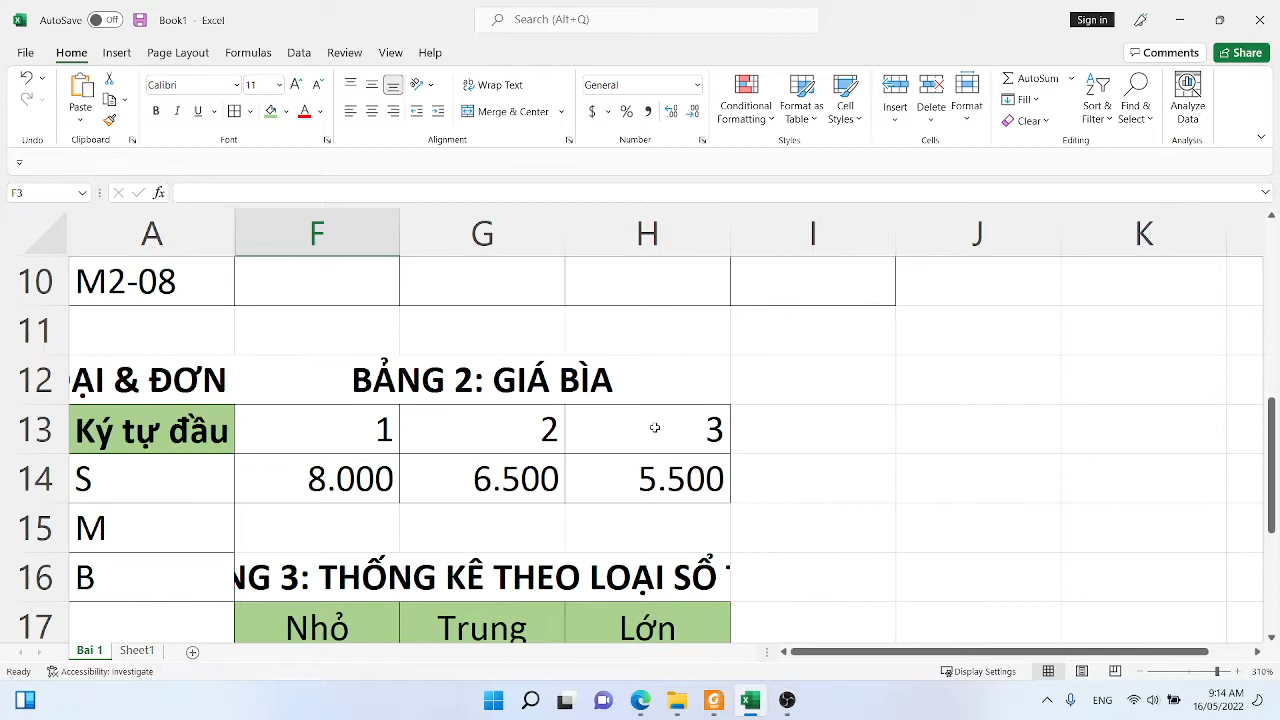 AutoSave Off Book1 - Excel Search (Alt+Q) Sign in
File Home Insert Page Layout Formulas Data Review View Help Comments Share
Calibri 11 Wrap Text General AutoSum
Paste Merge & Center Conditional Formatting Format as Table Cell Styles Insert Delete Format Fill Sort & Filter Find & Select Analyze Data
Clear
Undo Clipboard Font Alignment Number Styles Cells Editing Analysis
F3 fx
A F G H I J K
10 M2-08
11
12 ẠI & ĐƠN BẢNG 2: GIÁ BÌA
13 Ký tự đầu 1 2 3
14 S 8.000 6.500 5.500
15 M
16 B NG 3: THỐNG KÊ THEO LOẠI SỔ
17 Nhỏ Trung Lớn
Bai 1 Sheet1
Ready Accessibility: Investigate Display Settings 310%
ENG 9:14 AM
16/05/2022